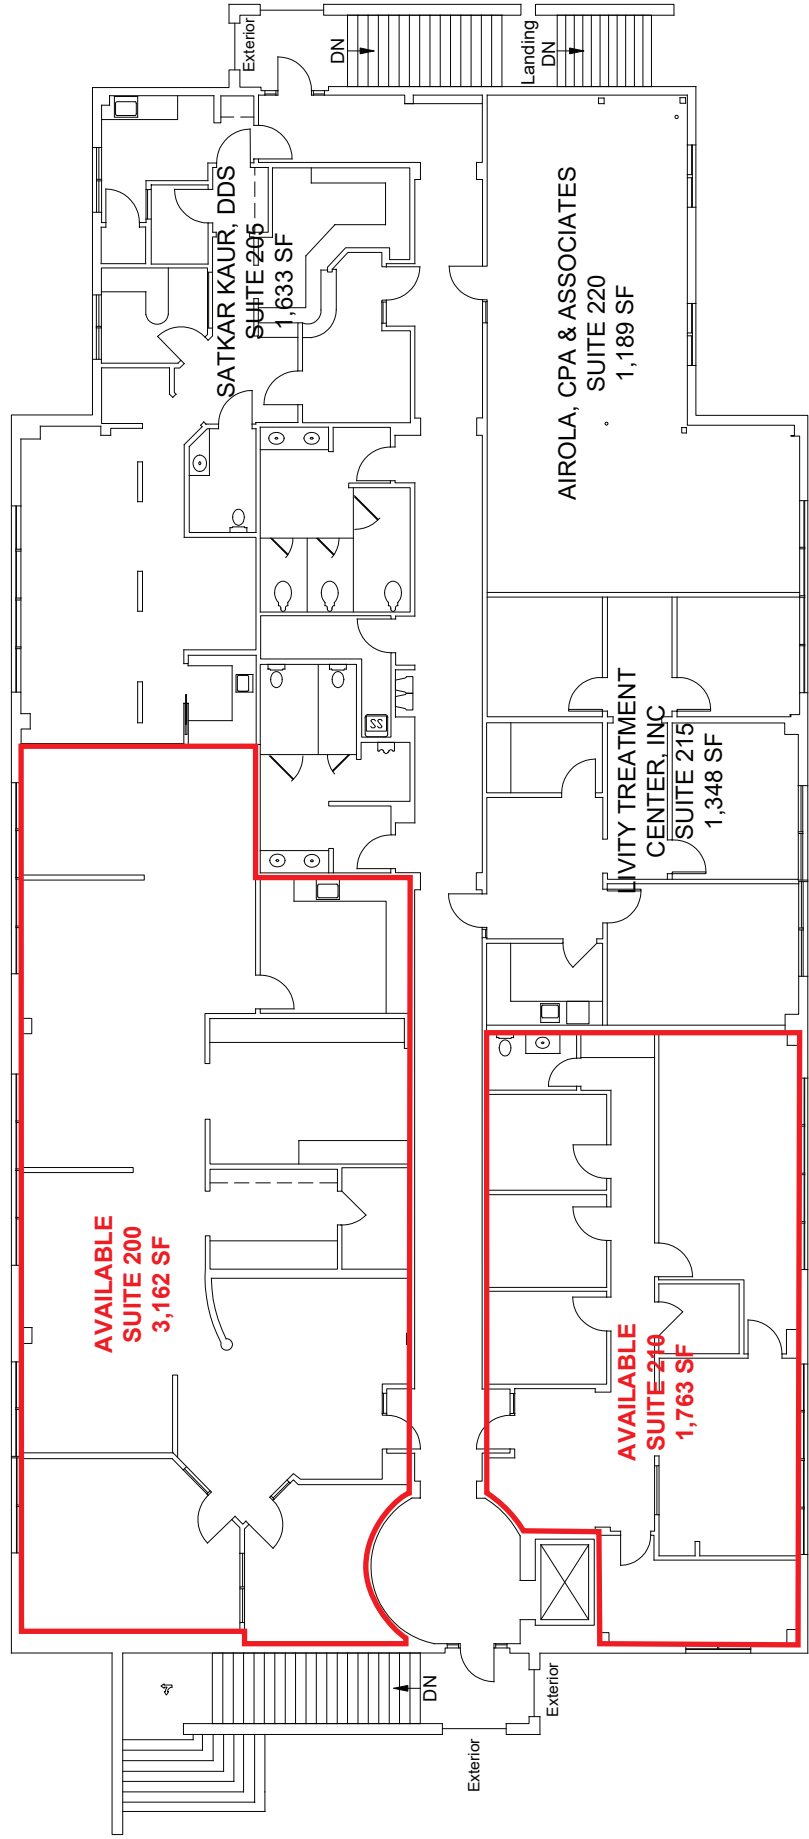 Exterior
DN
Landing
DN
SATKAR KAUR, DDS
SUITE 205
1,633 SF
AIROLA, CPA & ASSOCIATES
SUITE 220
1,189 SF
LIVITY TREATMENT
CENTER, INC
SUITE 215
1,348 SF
SS
AVAILABLE
SUITE 200
3,162 SF
AVAILABLE
SUITE 210
1,763 SF
DN
Exterior
Exterior